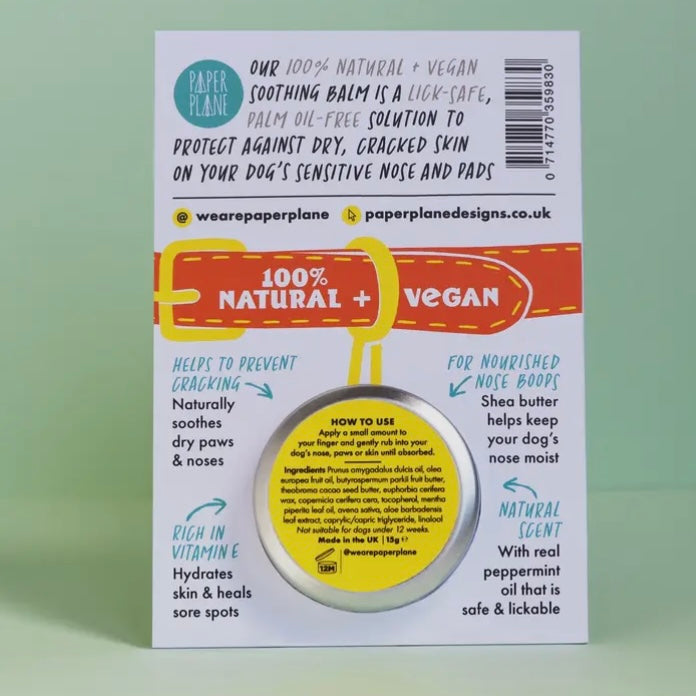 PAPER
PLANE
OUR 100% NATURAL + VEGAN
SOOTHING BALM IS A LICK-SAFE,
PALM OIL-FREE SOLUTION TO
PROTECT AGAINST DRY, CRACKED SKIN
ON YOUR DOG'S SENSITIVE NOSE AND PADS
0 714770 359830
@ wearepaperplane paperplanedesigns.co.uk
100%
NATURAL + VEGAN
HELPS TO PREVENT
CRACKING
Naturally
soothes
dry paws
& noses
FOR NOURISHED
NOSE BOOPS
Shea butter
helps keep
your dog's
nose moist
HOW TO USE
Apply a small amount to
your finger and gently rub into your
dog's nose, paws or skin until absorbed.
Ingredients Prunus amygdalus dulcis oil, olea
europea fruit oil, butyrospermum parkii fruit butter,
theobroma cacao seed butter, euphorbia cerifera
wax, copernicia cerifera cera, tocopherol, mentha
piperita leaf oil, avena sativa, aloe barbadensis
leaf extract, caprylic/capric triglyceride, linalool
Not suitable for dogs under 12 weeks.
Made in the UK | 15g ℮
@wearepaperplane
12M
RICH IN
VITAMIN E
Hydrates
skin & heals
sore spots
NATURAL
SCENT
With real
peppermint
oil that is
safe & lickable